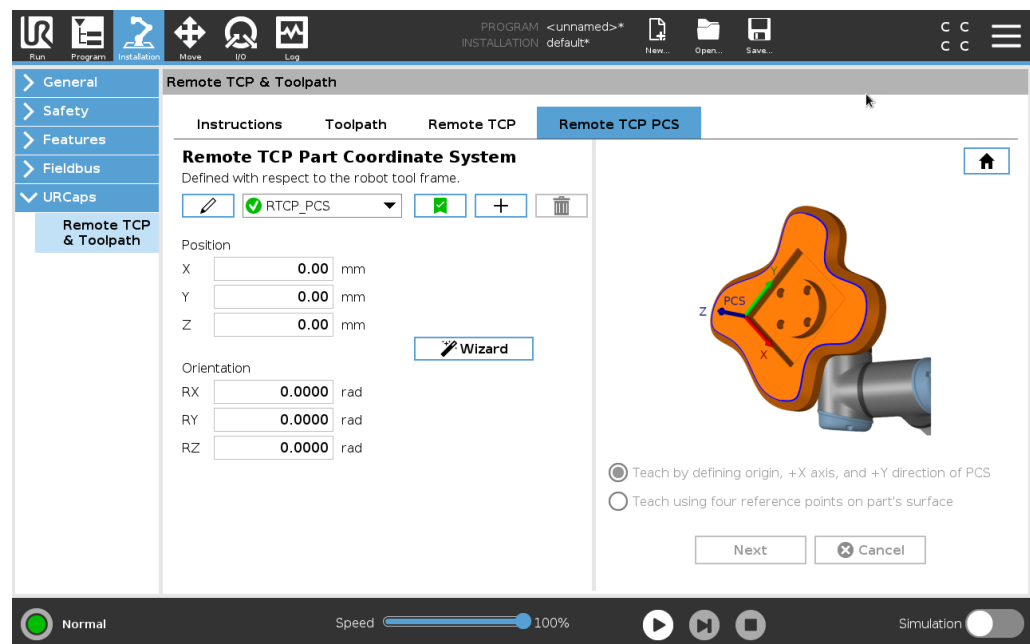 UR
Run
Program
Installation
Move
I/O
Log
PROGRAM <unnamed>*
INSTALLATION default*
New...
Open...
Save...
C C
C C
General
Safety
Features
Fieldbus
URCaps
Remote TCP
& Toolpath
Remote TCP & Toolpath
Instructions
Toolpath
Remote TCP
Remote TCP PCS
Remote TCP Part Coordinate System
Defined with respect to the robot tool frame.
RTCP_PCS
Position
X 0.00 mm
Y 0.00 mm
Z 0.00 mm
Wizard
Orientation
RX 0.0000 rad
RY 0.0000 rad
RZ 0.0000 rad
Y
PCS
Z
X
Teach by defining origin, +X axis, and +Y direction of PCS
Teach using four reference points on part's surface
Next
Cancel
Normal
Speed
100%
Simulation